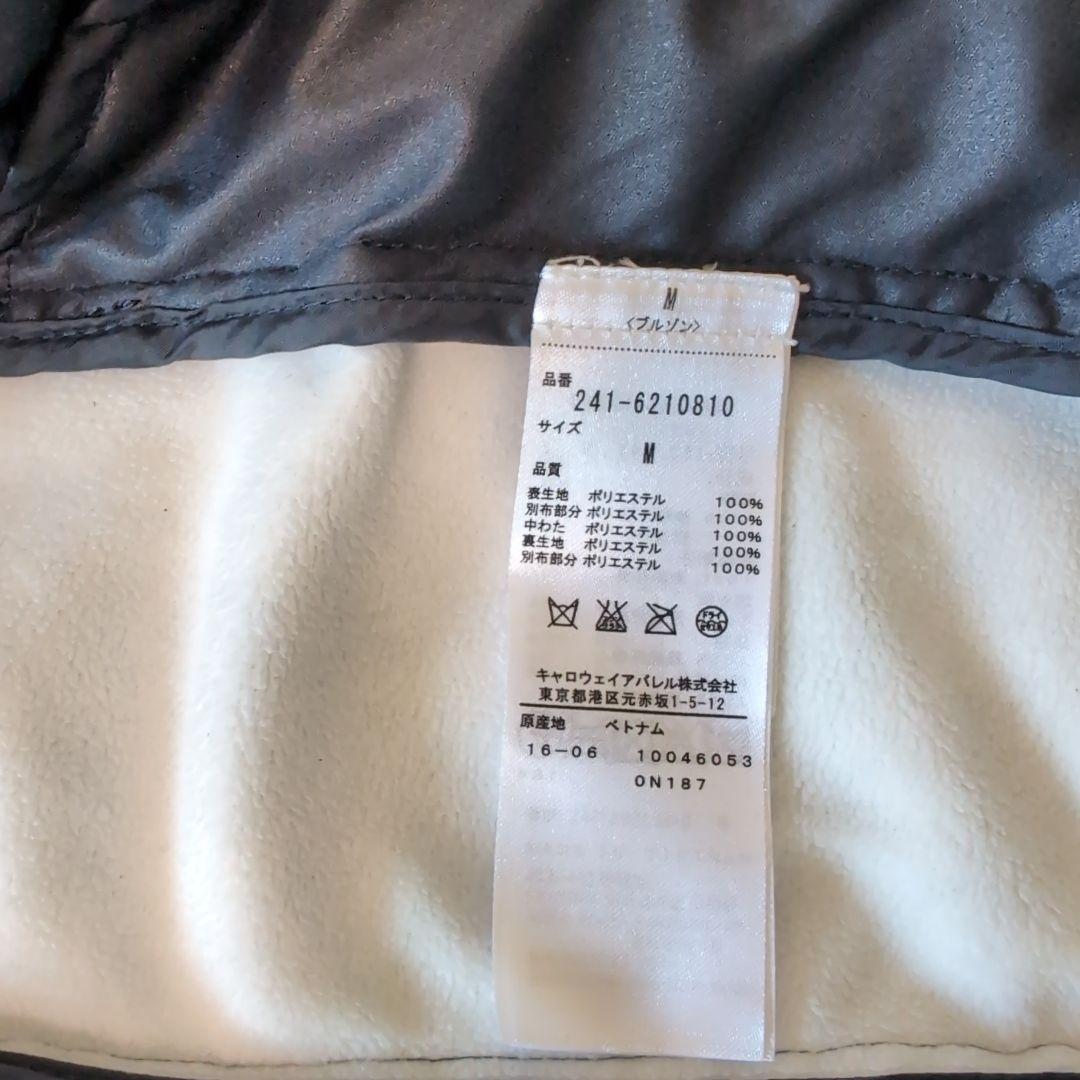 M
<ブルゾン>
品番
241-6210810
サイズ
M
品質
表生地 ポリエステル 100%
別布部分 ポリエステル 100%
中わた ポリエステル 100%
裏生地 ポリエステル 100%
別布部分 ポリエステル 100%
ドライ
キャロウェイアパレル株式会社
東京都港区元赤坂1-5-12
原産地 ベトナム
16-06 10046053
0N187